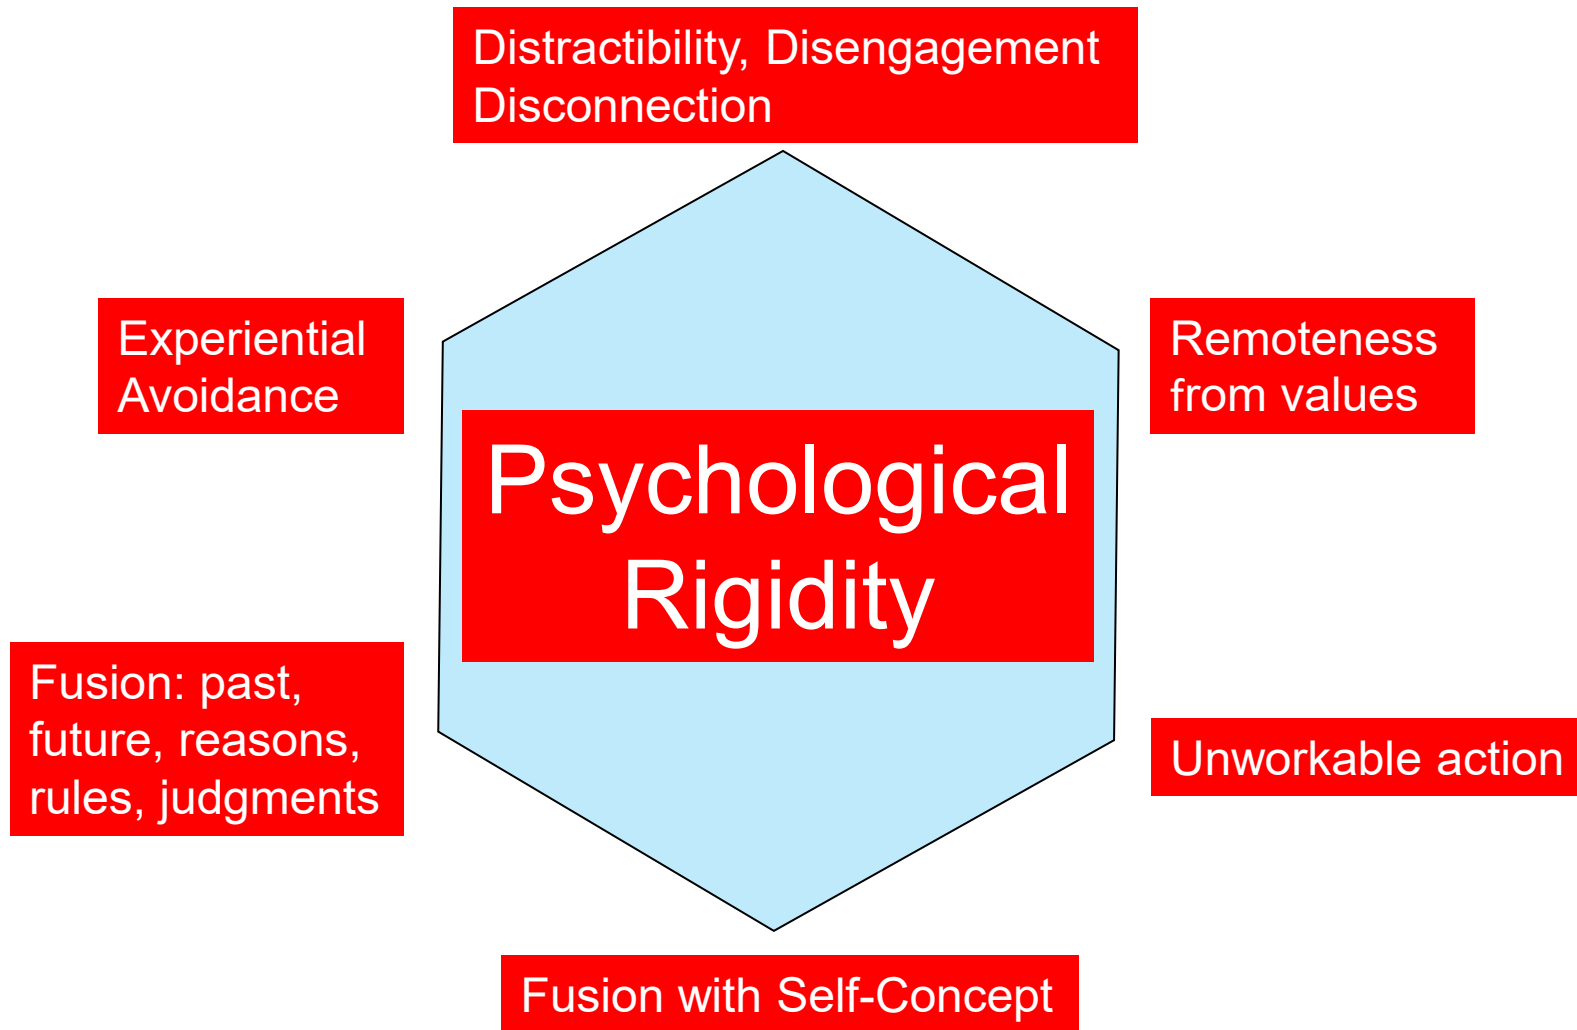 Distractibility, Disengagement
Disconnection
Experiential
Avoidance
Remoteness
from values
Psychological
Rigidity
Fusion: past,
future, reasons,
rules, judgments
Unworkable action
Fusion with Self-Concept